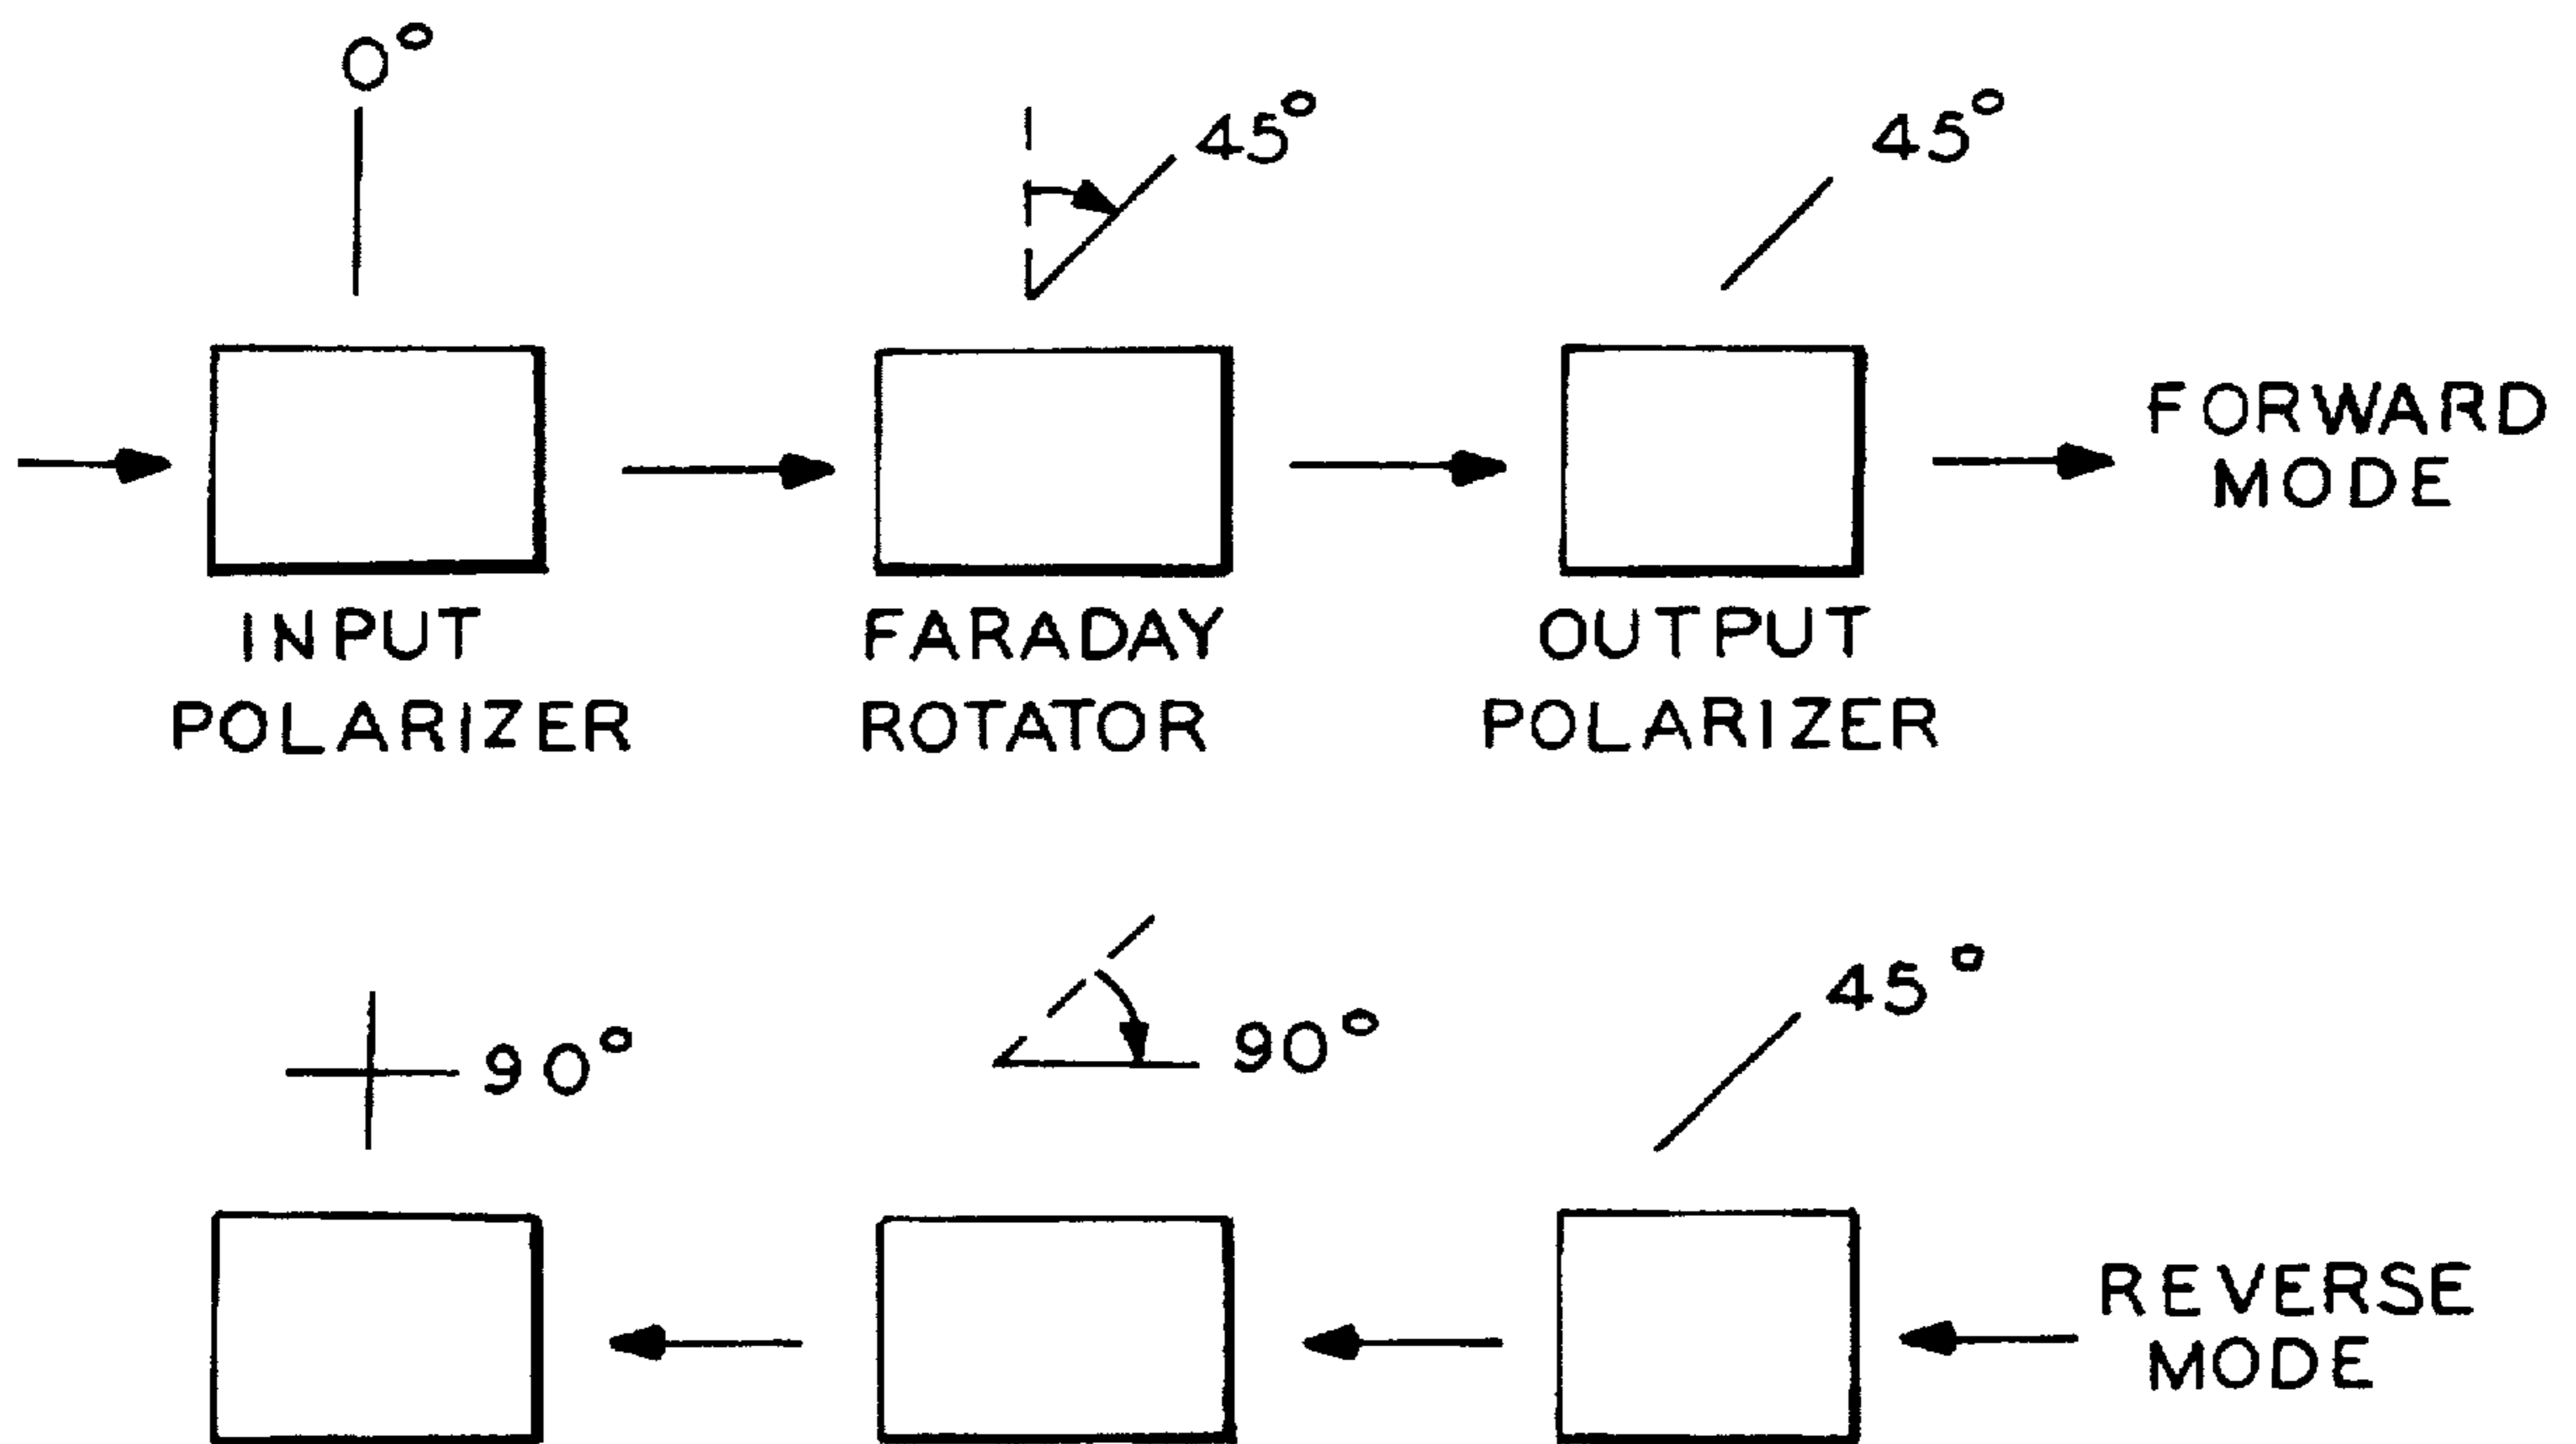 0°
45°
45°
FORWARD
MODE
INPUT
POLARIZER
FARADAY
ROTATOR
OUTPUT
POLARIZER
90°
90°
45°
REVERSE
MODE